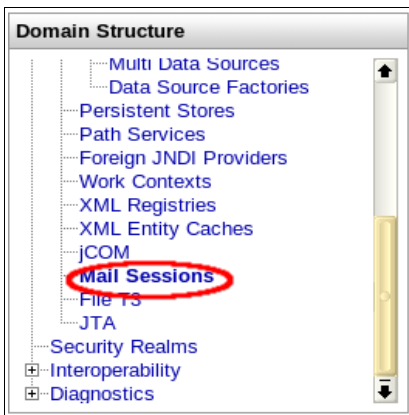 Domain Structure
Multi Data Sources
Data Source Factories
Persistent Stores
Path Services
Foreign JNDI Providers
Work Contexts
XML Registries
XML Entity Caches
jCOM
Mail Sessions
File T3
JTA
Security Realms
Interoperability
Diagnostics